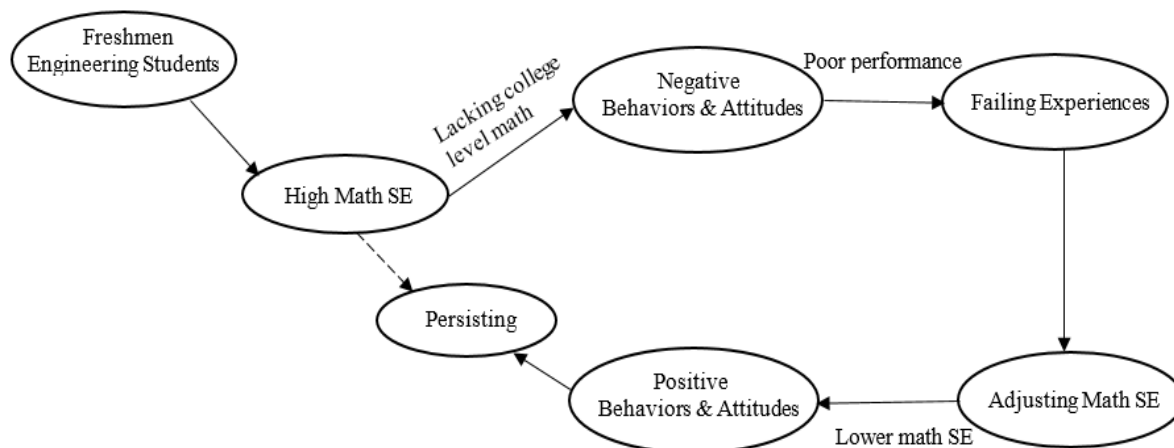 Freshmen
Engineering Students
High Math SE
Lacking college
level math
Negative
Behaviors & Attitudes
Poor performance
Failing Experiences
Adjusting Math SE
Lower math SE
Positive
Behaviors & Attitudes
Persisting